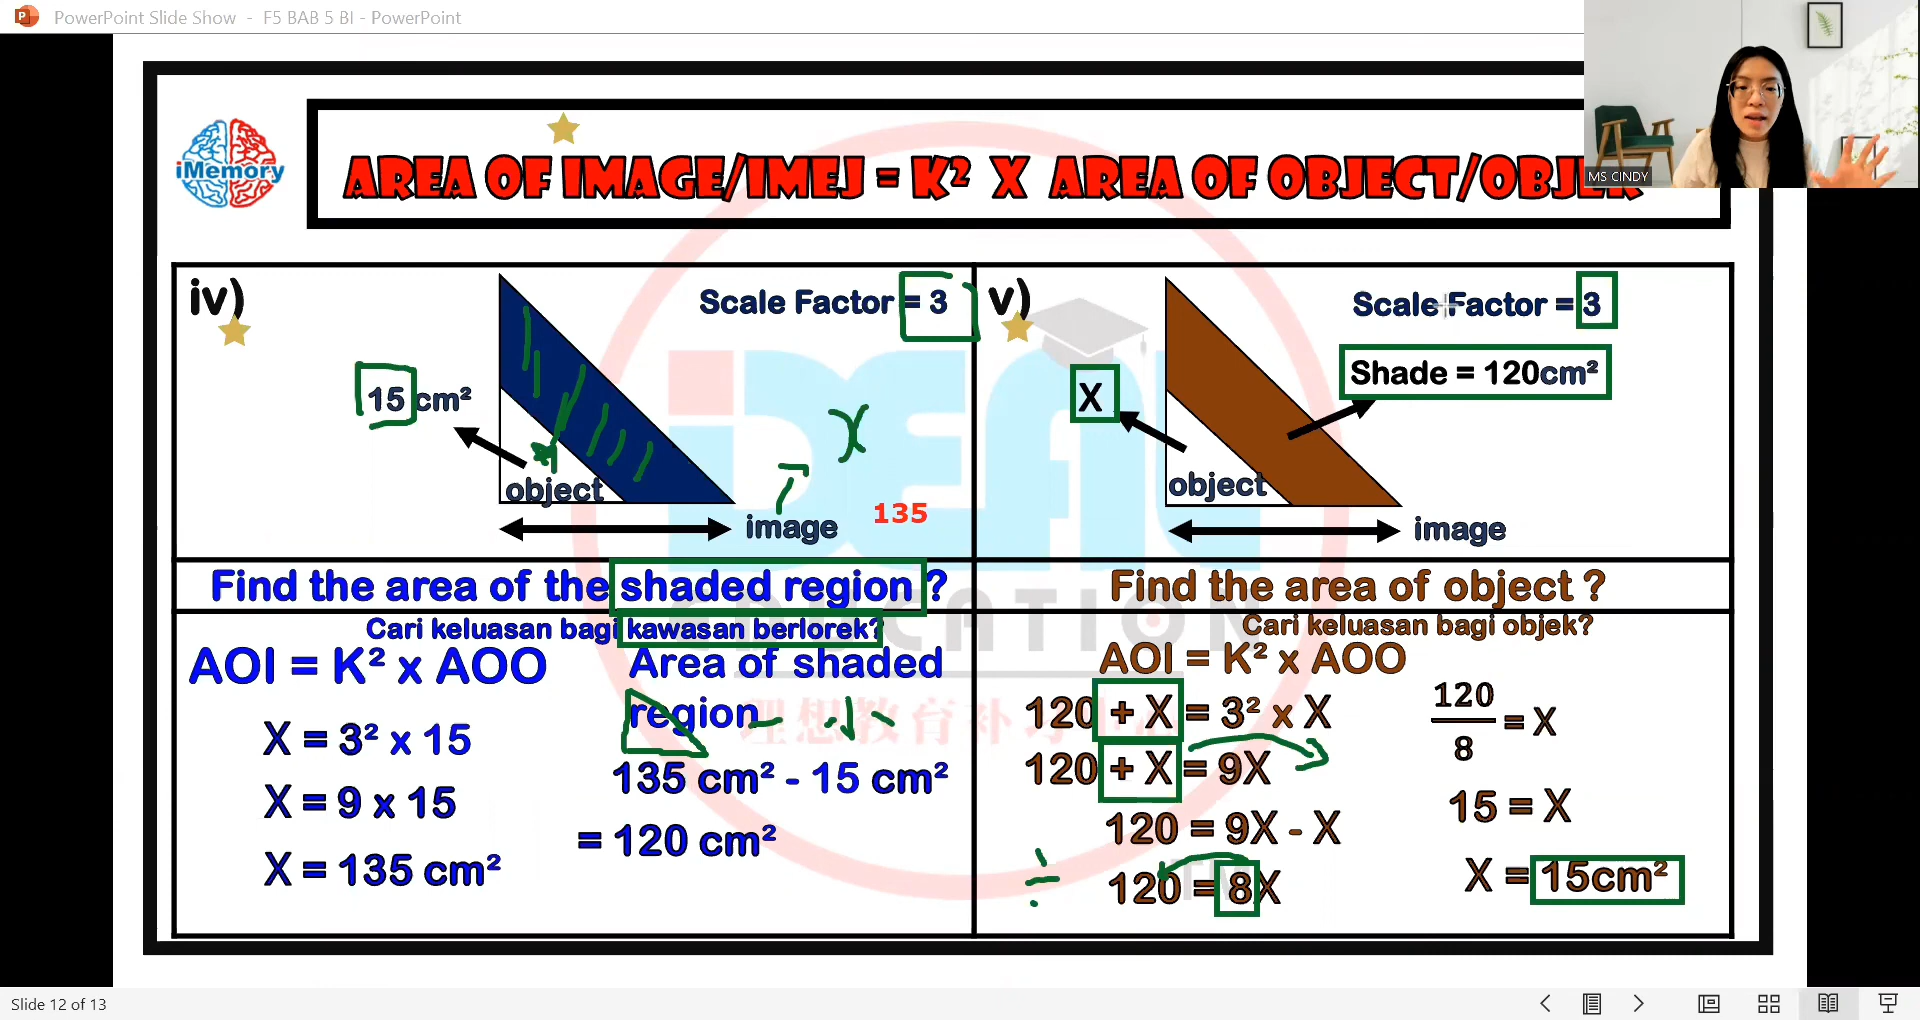 PowerPoint Slide Show - F5 BAB 5 BI - PowerPoint
MS CINDY
iMemory
AREA OF IMAGE/IMEJ = K² X AREA OF OBJECT/OBJEK
iv)
Scale Factor = 3
15 cm²
X
object
135
image
v)
Scale Factor = 3
Shade = 120cm²
X
object
image
Find the area of the shaded region ?
Find the area of object ?
Cari keluasan bagi kawasan berlorek?
Cari keluasan bagi objek?
AOI = K² x AOO
X = 3² x 15
X = 9 x 15
X = 135 cm²
Area of shaded
region
135 cm² - 15 cm²
= 120 cm²
AOI = K² x AOO
120 + X = 3² x X
120 + X = 9X
120 = 9X - X
120 = 8X
120
8
= X
15 = X
X = 15cm²
iDEAL
EDUCATION
Slide 12 of 13